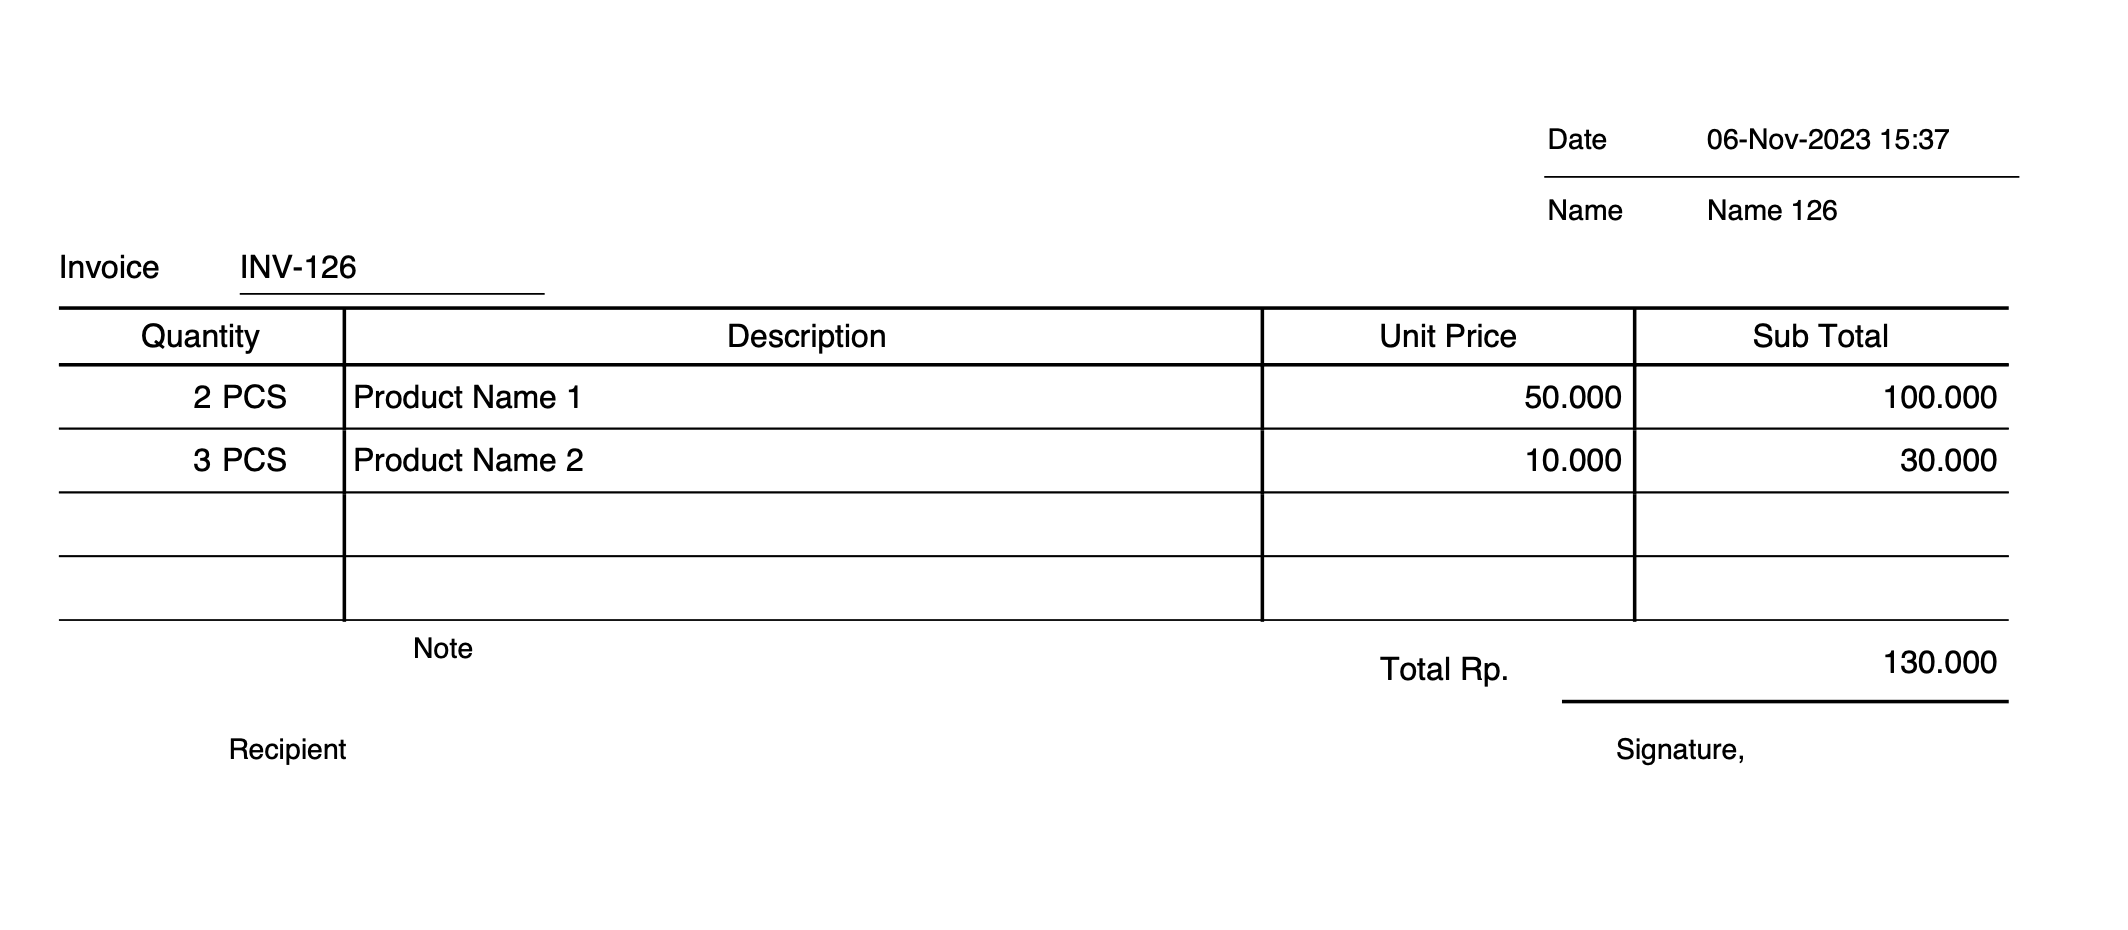 Date 06-Nov-2023 15:37
Name Name 126
Invoice INV-126
Quantity Description Unit Price Sub Total
2 PCS Product Name 1 50.000 100.000
3 PCS Product Name 2 10.000 30.000
Note
Total Rp. 130.000
Recipient Signature,